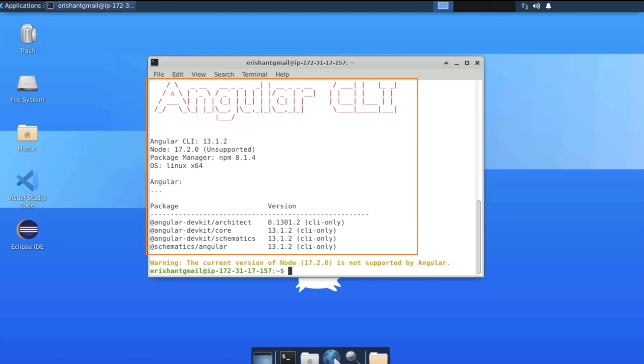 Applications
erishantgmail@ip-172-3...
Trash
File System
Home
Visual Studio
Code
Eclipse IDE
erishantgmail@ip-172-31-17-157: ~
File Edit View Search Terminal Help
Angular CLI
Angular CLI: 13.1.2
Node: 17.2.0 (Unsupported)
Package Manager: npm 8.1.4
OS: linux x64
Angular:
...
Package Version
------------------------------------------------------
@angular-devkit/architect 0.1301.2 (cli-only)
@angular-devkit/core 13.1.2 (cli-only)
@angular-devkit/schematics 13.1.2 (cli-only)
@schematics/angular 13.1.2 (cli-only)
Warning: The current version of Node (17.2.0) is not supported by Angular.
erishantgmail@ip-172-31-17-157:~$